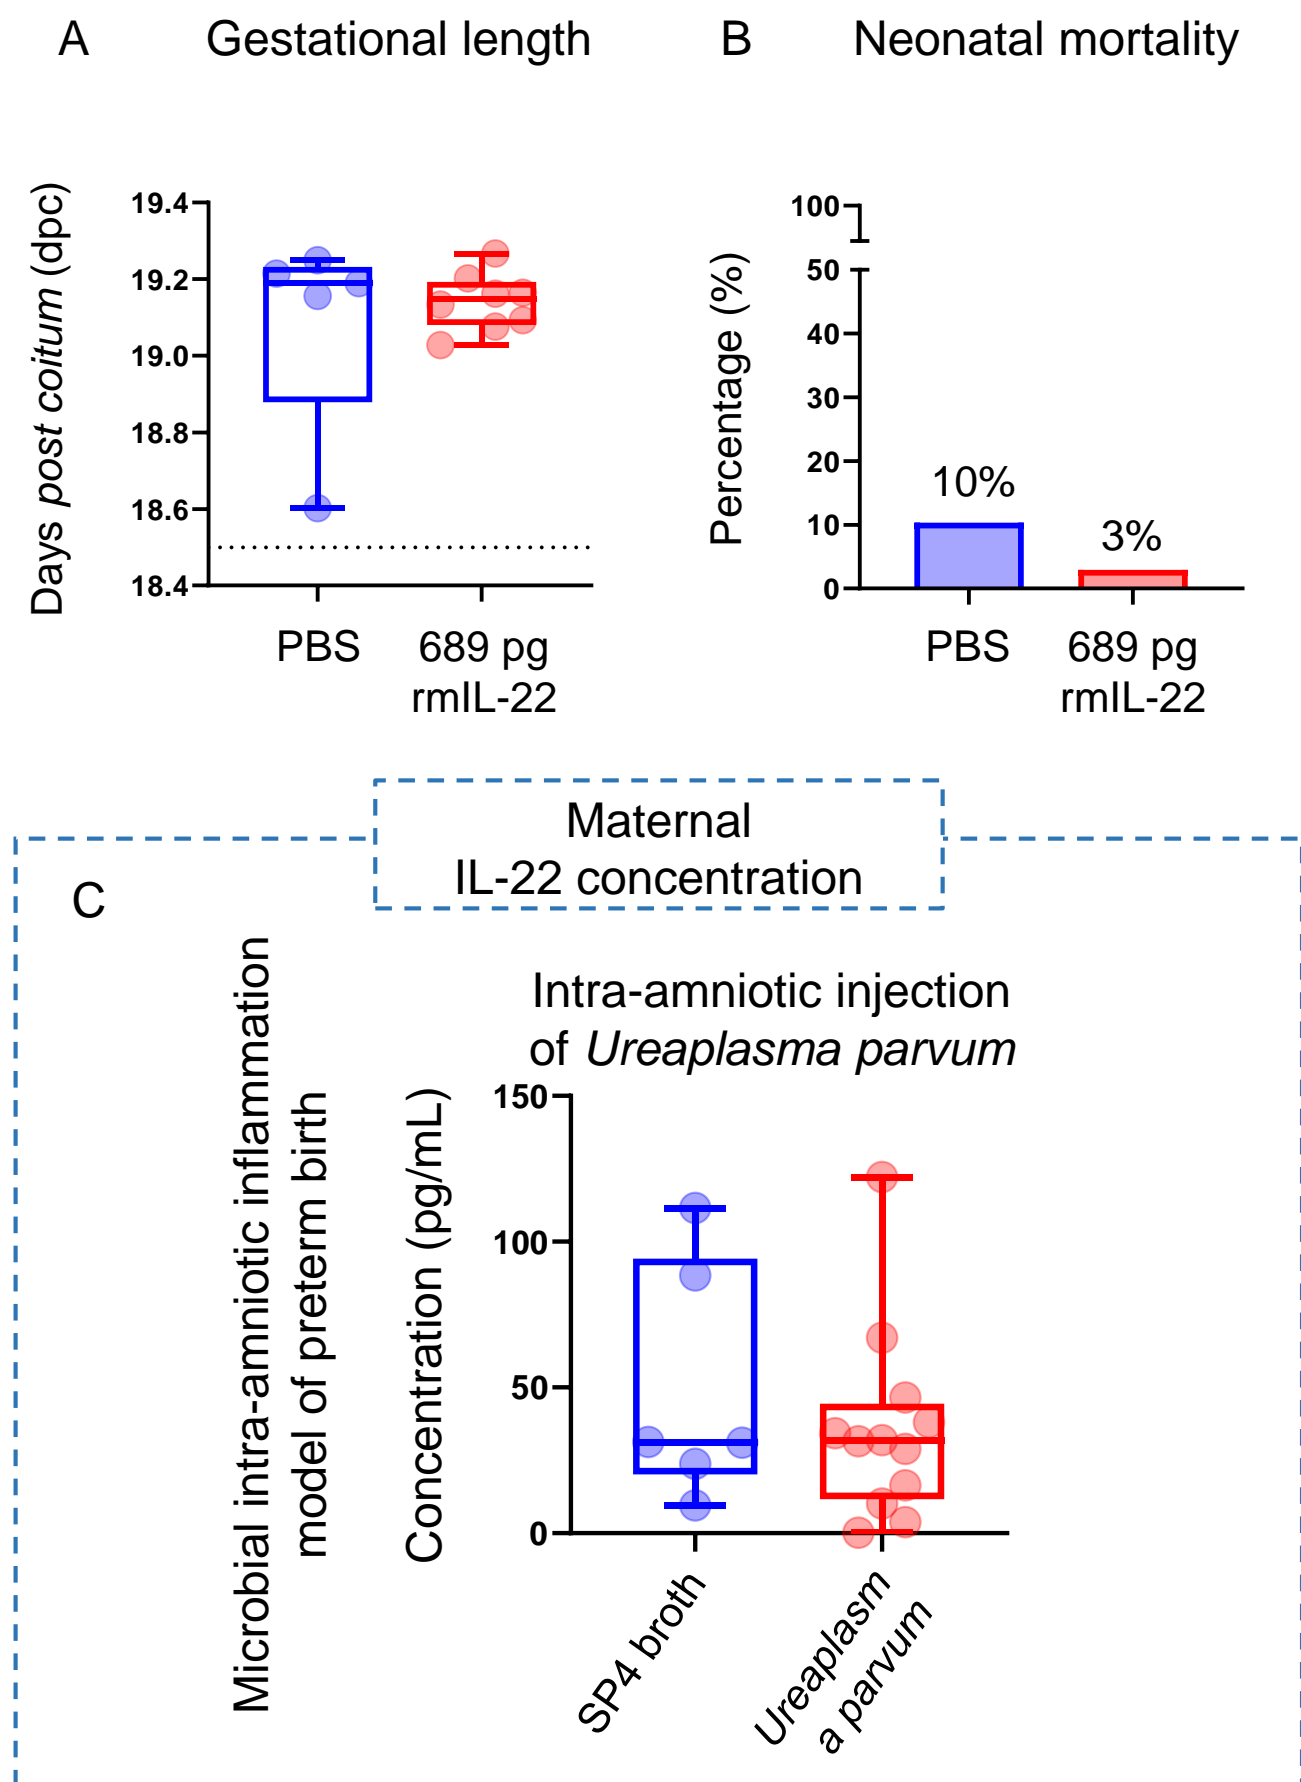 A
Gestational length
Days post coitum (dpc)
19.4
19.2
19.0
18.8
18.6
18.4
PBS
689 pg
rmIL-22
B
Neonatal mortality
Percentage (%)
100
50
40
30
20
10
0
10%
3%
PBS
689 pg
rmIL-22
Maternal
IL-22 concentration
C
Microbial intra-amniotic inflammation
model of preterm birth
Intra-amniotic injection
of Ureaplasma parvum
Concentration (pg/mL)
150
100
50
0
SP4 broth
Ureaplasm
a parvum